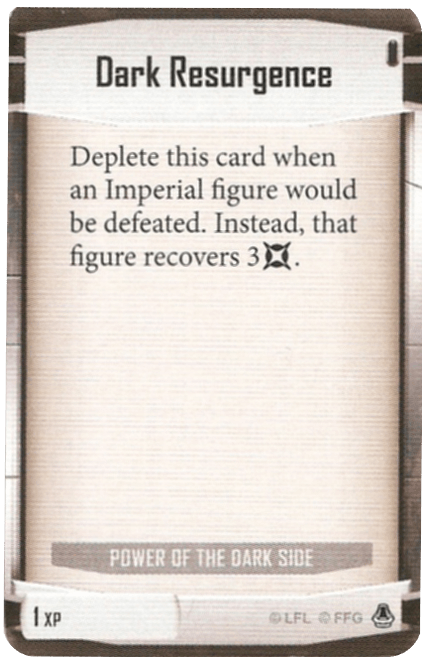 Dark Resurgence
Deplete this card when
an Imperial figure would
be defeated. Instead, that
figure recovers 3.
POWER OF THE DARK SIDE
1 XP
© LFL © FFG